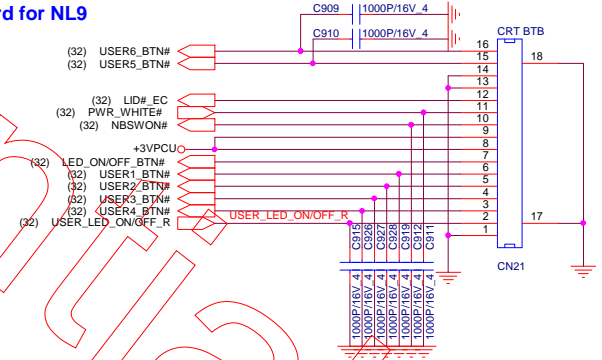 rd for NL9
C909 1000P/16V_4
C910 1000P/16V_4
CRT BTB
(32) USER6_BTN# 16
(32) USER5_BTN# 15 18
14
13
(32) LID#_EC 12
(32) PWR_WHITE# 11
(32) NBSWON# 10
9
+3VPCU 8
(32) LED_ON/OFF_BTN# 7
(32) USER1_BTN# 6
(32) USER2_BTN# 5
(32) USER3_BTN# 4
(32) USER4_BTN# 3
(32) USER_LED_ON/OFF_R USER_LED_ON/OFF_R 2 17
1
CN21
C915 1000P/16V_4
C926 1000P/16V_4
C927 1000P/16V_4
C928 1000P/16V_4
C919 1000P/16V_4
C912 1000P/16V_4
C911 1000P/16V_4